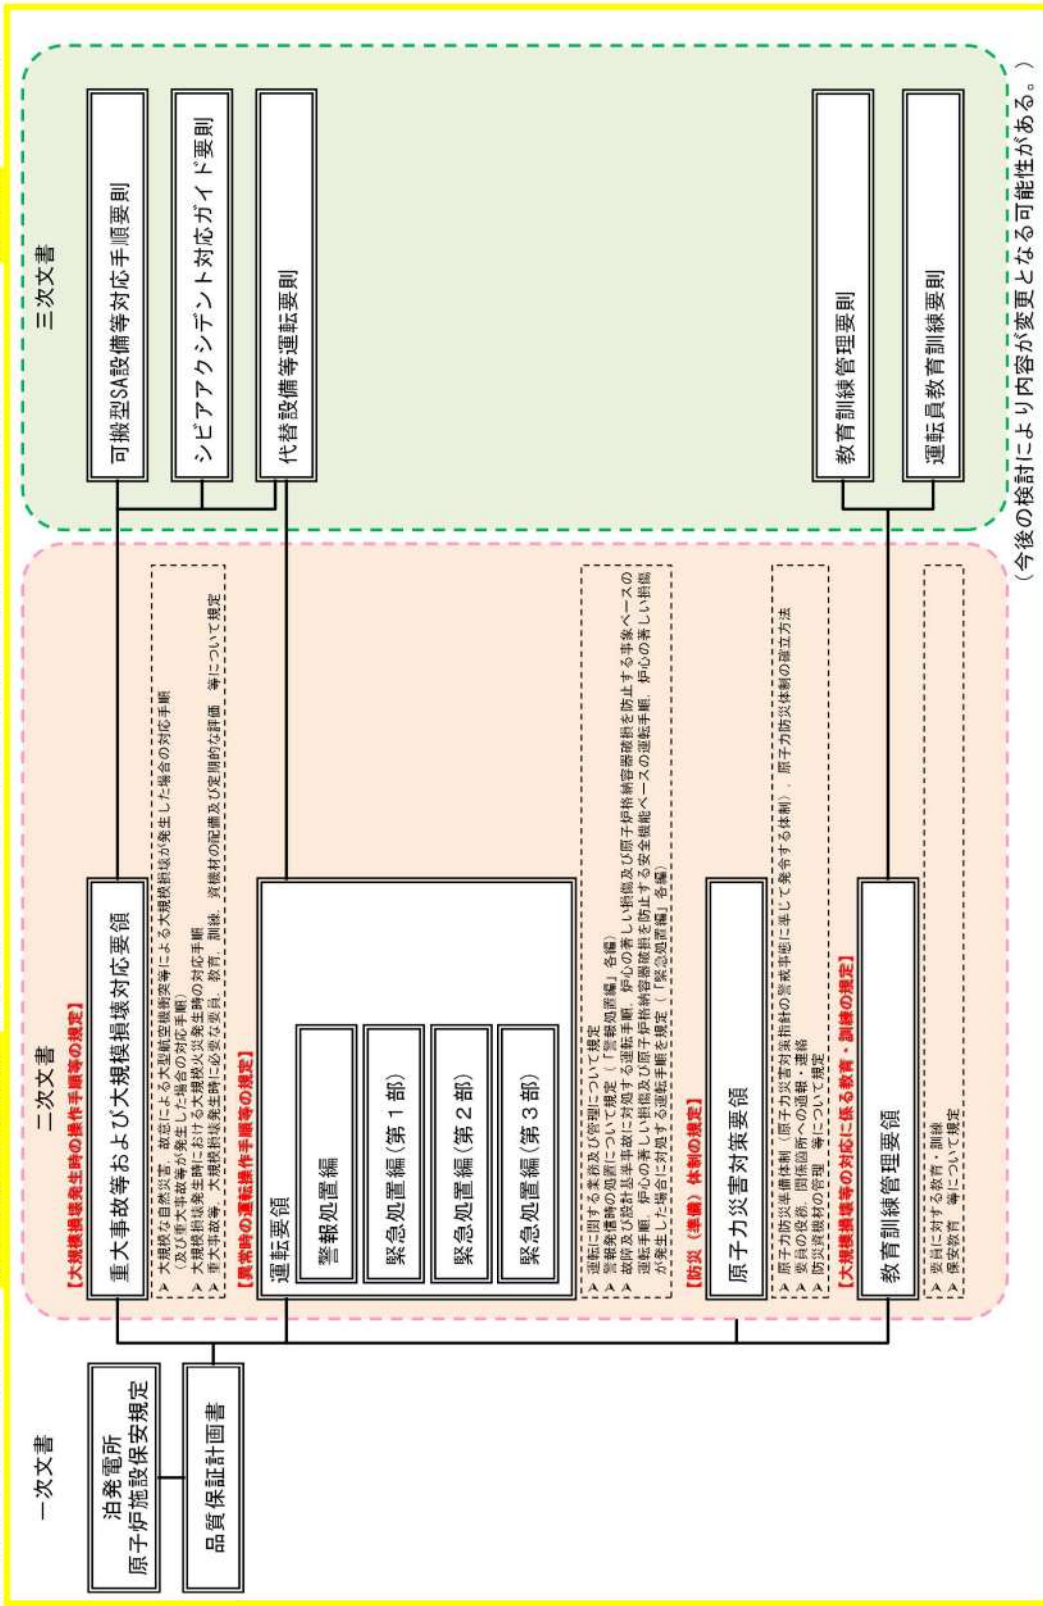 一次文書
泊発電所
原子炉施設保安規定
品質保証計画書
二次文書
【大規模損壊発生時の操作手順等の規定】
重大事故等および大規模損壊対応要領
➢ 大規模な自然災害，故意による大型航空機衝突等による大規模損壊が発生した場合の対応手順
（及び重大事故等が発生した場合の対応手順）
➢ 大規模損壊発生時における大規模火災発生時の対応手順
➢ 重大事故等，大規模損壊発生時に必要な要員，教育，訓練，資機材の配備及び定期的な評価 等について規定
【異常時の運転操作手順等の規定】
運転要領
警報処置編
緊急処置編(第１部)
緊急処置編(第２部)
緊急処置編(第３部)
➢ 運転に関する業務及び管理について規定
➢ 警報発信時の処置について規定（「警報処置編」各編）
➢ 故障及び設計基準事故に対処する運転手順，炉心の著しい損傷及び原子炉格納容器破損を防止する事象ベースの
運転手順，炉心の著しい損傷及び原子炉格納容器破損を防止する安全機能ベースの運転手順，炉心の著しい損傷
が発生した場合に対処する運転手順を規定（「緊急処置編」各編）
【防災（準備）体制の規定】
原子力災害対策要領
➢ 原子力防災準備体制（原子力災害対策指針の警戒事態に準じて発令する体制），原子力防災体制の確立方法
➢ 要員の役務，関係箇所への通報・連絡
➢ 防災資機材の管理 等について規定
【大規模損壊等の対応に係る教育・訓練の規定】
教育訓練管理要領
➢ 要員に対する教育・訓練
➢ 保安教育 等について規定
三次文書
可搬型SA設備等対応手順要則
シビアアクシデント対応ガイド要則
代替設備等運転要則
教育訓練管理要則
運転員教育訓練要則
（今後の検討により内容が変更となる可能性がある。）